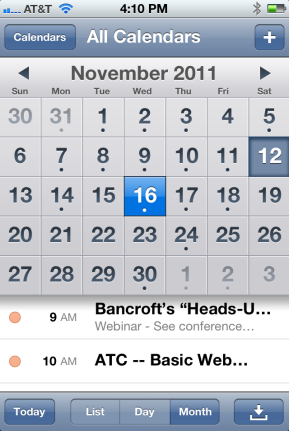 AT&T 4:10 PM
Calendars All Calendars +
November 2011
Sun Mon Tue Wed Thu Fri Sat
30 31 1 2 3 4 5
6 7 8 9 10 11 12
13 14 15 16 17 18 19
20 21 22 23 24 25 26
27 28 29 30 1 2 3
9 AM Bancroft's “Heads-U...
Webinar - See conference...
10 AM ATC -- Basic Web...
Today List Day Month